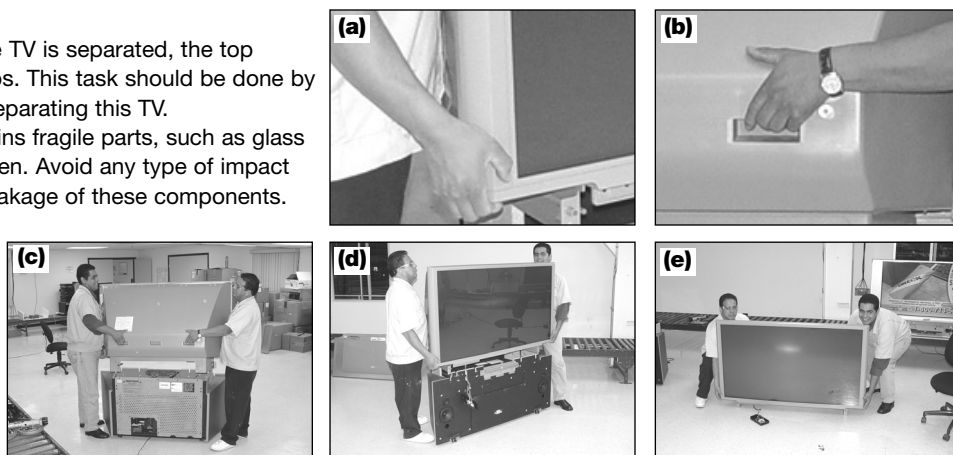 TV is separated, the top
os. This task should be done by
eparating this TV.
ins fragile parts, such as glass
en. Avoid any type of impact
akage of these components.
(a)
(b)
(c)
(d)
(e)